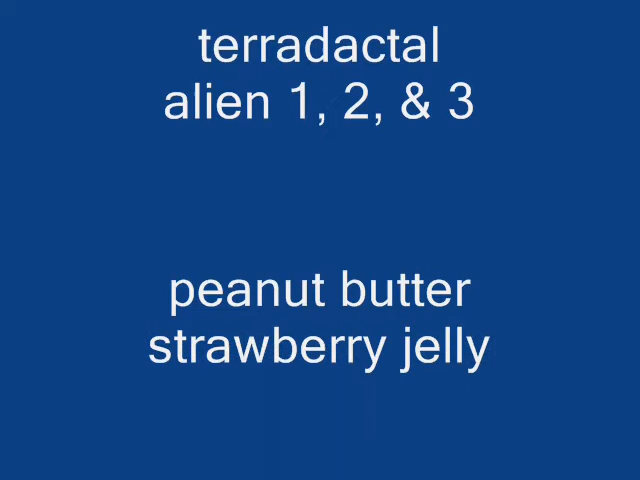 terradactal
alien 1, 2, & 3
peanut butter
strawberry jelly